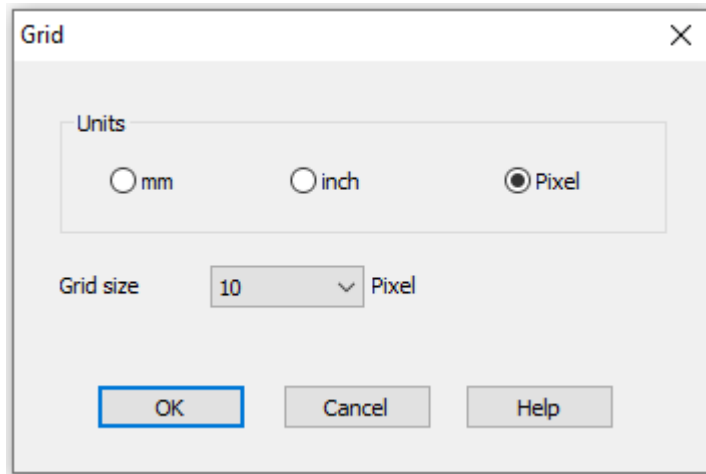 Grid
Units
mm inch Pixel
Grid size 10 Pixel
OK Cancel Help